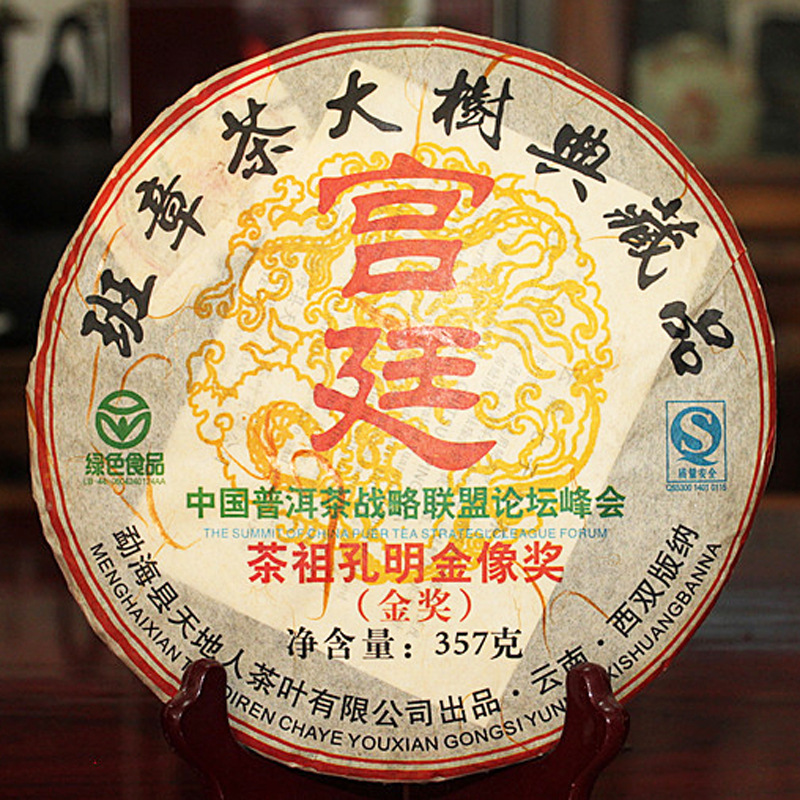 班章茶大樹典藏品
宫廷
绿色食品
质量安全
QS5300 1401 0115
中国普洱茶战略联盟论坛峰会
THE SUMMIT OF CHINA PUER TEA STRATEGLCLEAGUE FORUM
茶祖孔明金像奖
（金奖）
净含量：357克
勐海县天地人茶叶有限公司出品·云南·西双版纳
MENGHAIXIAN CHAYE YOUXIAN GONGSI XISHUANGBANNA